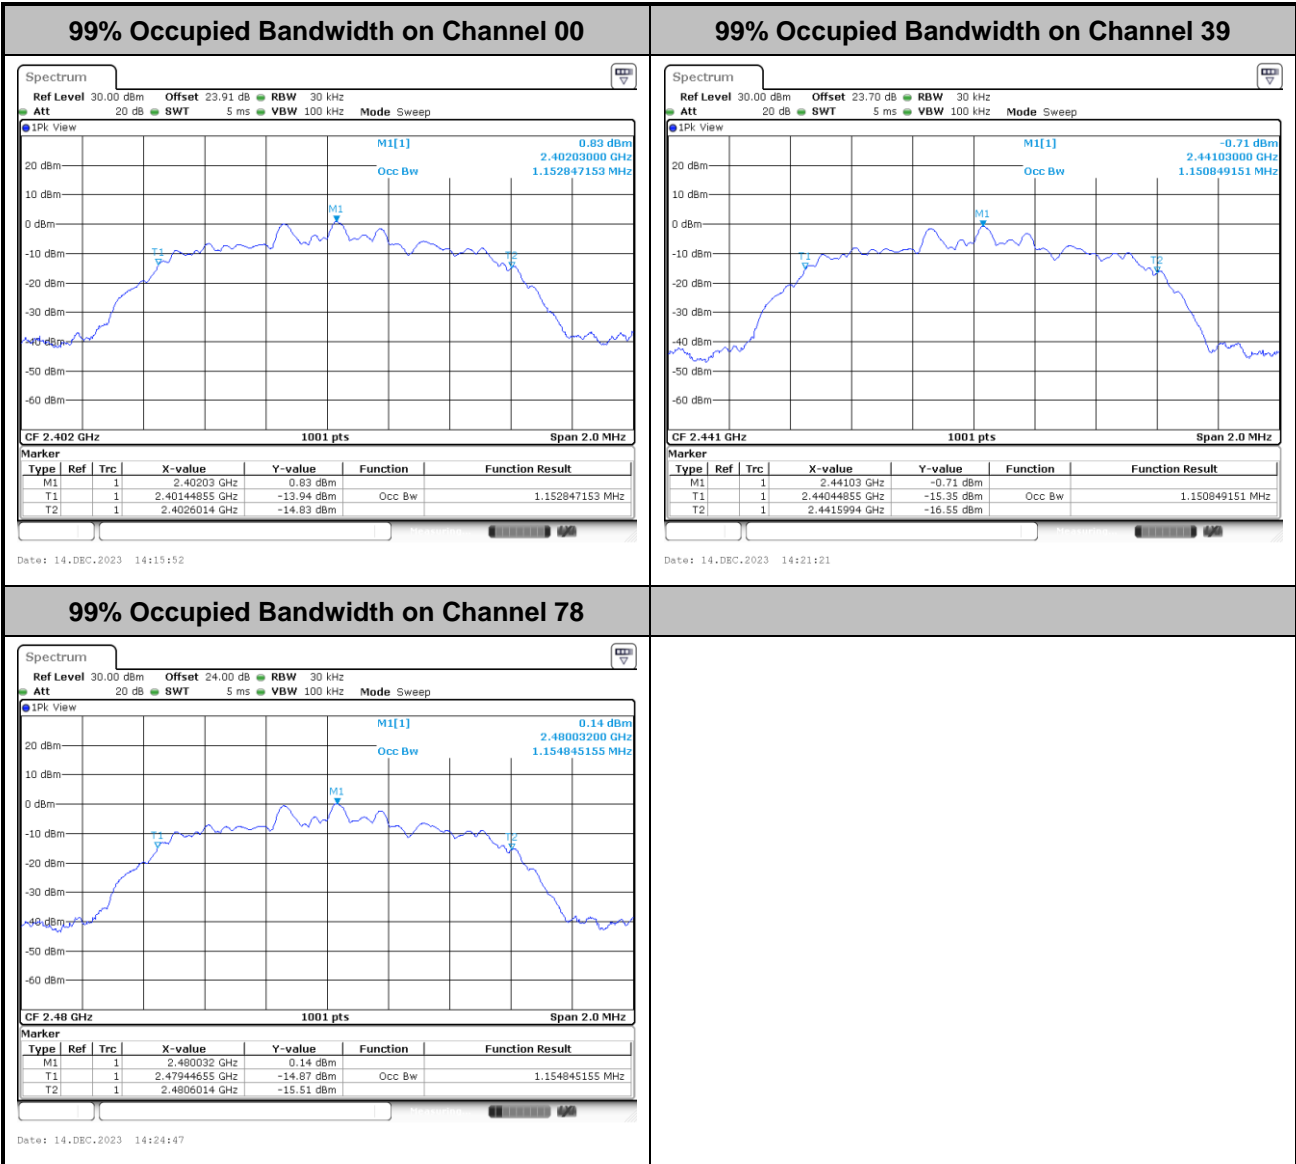 99% Occupied Bandwidth on Channel 00
99% Occupied Bandwidth on Channel 39
Spectrum
Ref Level 30.00 dBm Offset 23.91 dB RBW 30 kHz
Att 20 dB SWT 5 ms VBW 100 kHz Mode Sweep
1Pk View
M1[1] 0.83 dBm
2.40203000 GHz
Occ Bw 1.152847153 MHz
20 dBm
10 dBm
M1
0 dBm
-10 dBm
T1
T2
-20 dBm
-30 dBm
-40 dBm
-50 dBm
-60 dBm
CF 2.402 GHz 1001 pts Span 2.0 MHz
Marker
Type Ref Trc X-value Y-value Function Function Result
M1 1 2.40203 GHz 0.83 dBm
T1 1 2.40144855 GHz -13.94 dBm Occ Bw 1.152847153 MHz
T2 1 2.4026014 GHz -14.83 dBm
Date: 14.DEC.2023 14:15:52
Spectrum
Ref Level 30.00 dBm Offset 23.70 dB RBW 30 kHz
Att 20 dB SWT 5 ms VBW 100 kHz Mode Sweep
1Pk View
M1[1] -0.71 dBm
2.44103000 GHz
Occ Bw 1.150849151 MHz
20 dBm
10 dBm
M1
0 dBm
-10 dBm
T1
T2
-20 dBm
-30 dBm
-40 dBm
-50 dBm
-60 dBm
CF 2.441 GHz 1001 pts Span 2.0 MHz
Marker
Type Ref Trc X-value Y-value Function Function Result
M1 1 2.44103 GHz -0.71 dBm
T1 1 2.44044855 GHz -15.35 dBm Occ Bw 1.150849151 MHz
T2 1 2.4415994 GHz -16.55 dBm
Measuring...
Date: 14.DEC.2023 14:21:21
99% Occupied Bandwidth on Channel 78
Spectrum
Ref Level 30.00 dBm Offset 24.00 dB RBW 30 kHz
Att 20 dB SWT 5 ms VBW 100 kHz Mode Sweep
1Pk View
M1[1] 0.14 dBm
2.48003200 GHz
Occ Bw 1.154845155 MHz
20 dBm
10 dBm
M1
0 dBm
-10 dBm
T1
T2
-20 dBm
-30 dBm
-40 dBm
-50 dBm
-60 dBm
CF 2.48 GHz 1001 pts Span 2.0 MHz
Marker
Type Ref Trc X-value Y-value Function Function Result
M1 1 2.480032 GHz 0.14 dBm
T1 1 2.47944655 GHz -14.87 dBm Occ Bw 1.154845155 MHz
T2 1 2.4806014 GHz -15.51 dBm
Date: 14.DEC.2023 14:24:47